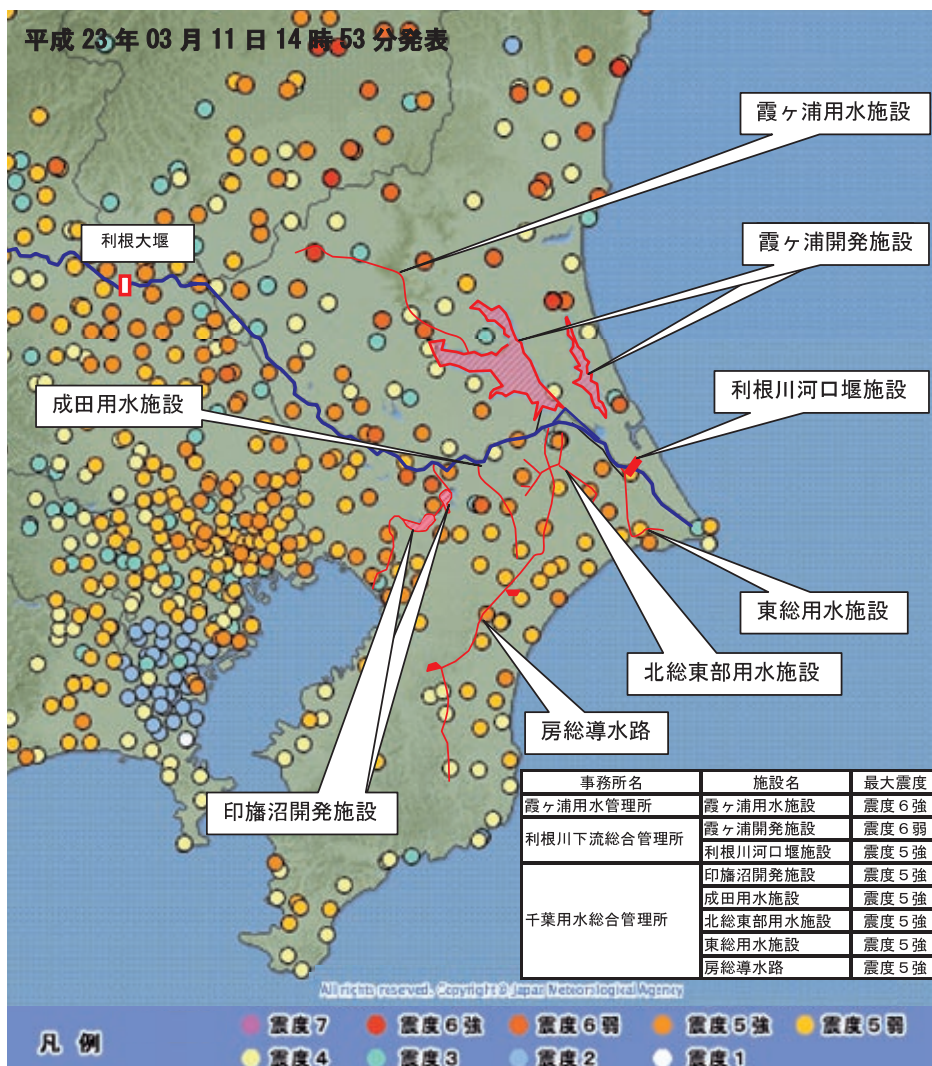 平成 23 年 03 月 11 日 14 時 53 分発表
霞ヶ浦用水施設
利根大堰
霞ヶ浦開発施設
成田用水施設
利根川河口堰施設
東総用水施設
北総東部用水施設
房総導水路
印旛沼開発施設
事務所名 施設名 最大震度
霞ヶ浦用水管理所 霞ヶ浦用水施設 震度６強
利根川下流総合管理所 霞ヶ浦開発施設 震度６弱
利根川河口堰施設 震度５強
千葉用水総合管理所 印旛沼開発施設 震度５強
成田用水施設 震度５強
北総東部用水施設 震度５強
東総用水施設 震度５強
房総導水路 震度５強
All rights reserved. Copyright © Japan Meteorological Agency
凡 例
震度７ 震度６強 震度６弱 震度５強 震度５弱
震度４ 震度３ 震度２ 震度１